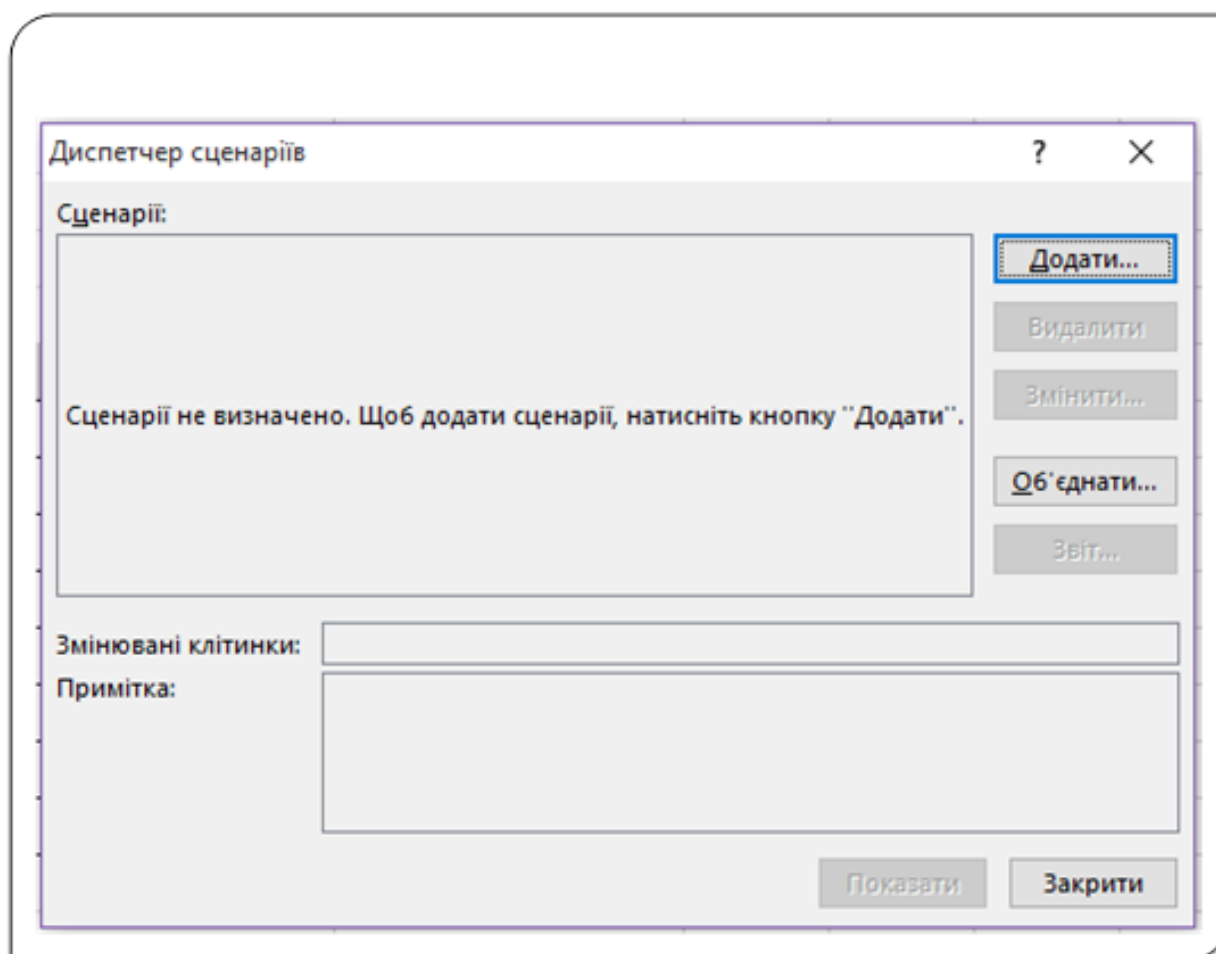 Диспетчер сценаріїв ?
Сценарії:
Додати...
Видалити
Змінити...
Сценарії не визначено. Щоб додати сценарії, натисніть кнопку "Додати".
Об'єднати...
Звіт...
Змінювані клітинки:
Примітка:
Показати Закрити